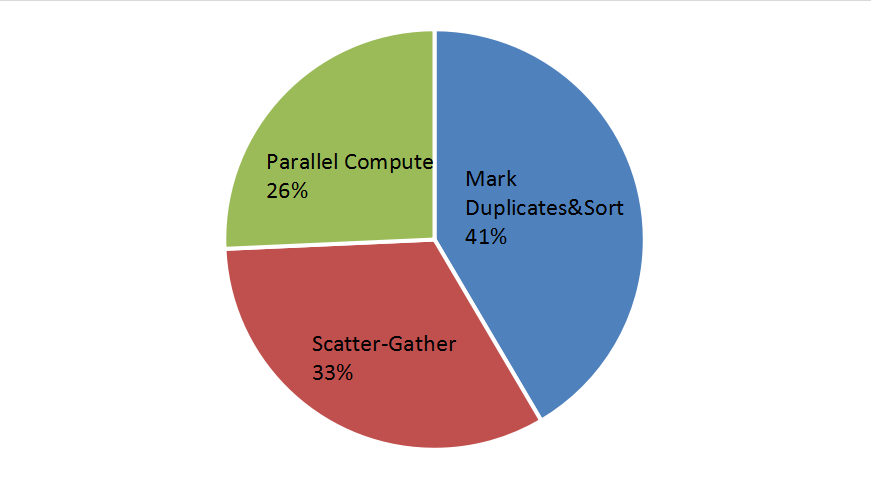 Parallel Compute
26%
Mark
Duplicates&Sort
41%
Scatter-Gather
33%